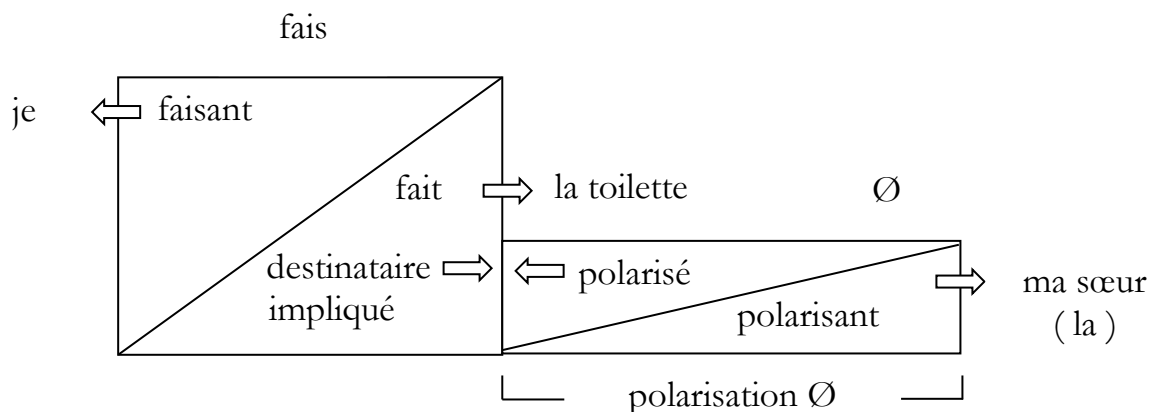 fais
je
faisant
fait
la toilette
Ø
destinataire
impliqué
polarisé
polarisant
ma sœur
( la )
polarisation Ø